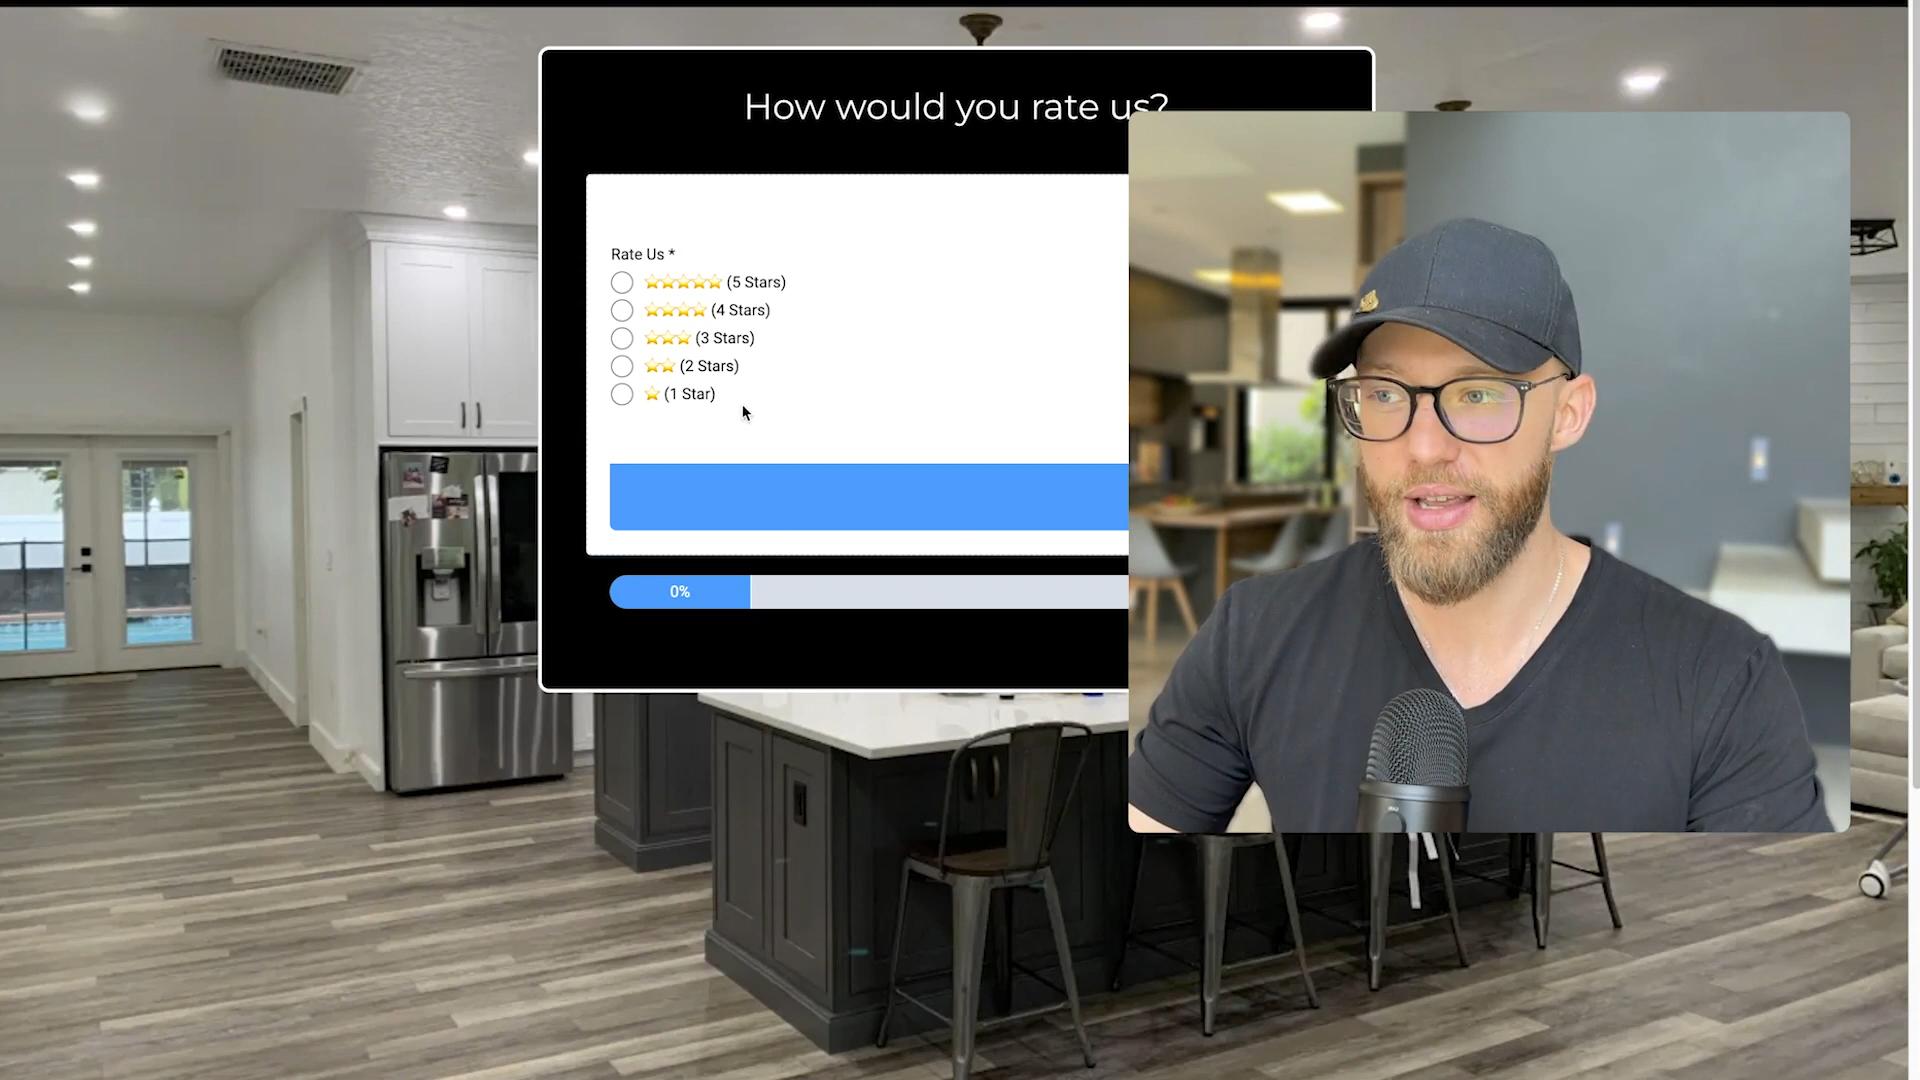 How would you rate us?
Rate Us *
⭐⭐⭐⭐⭐ (5 Stars)
⭐⭐⭐⭐ (4 Stars)
⭐⭐⭐ (3 Stars)
⭐⭐ (2 Stars)
⭐ (1 Star)
0%